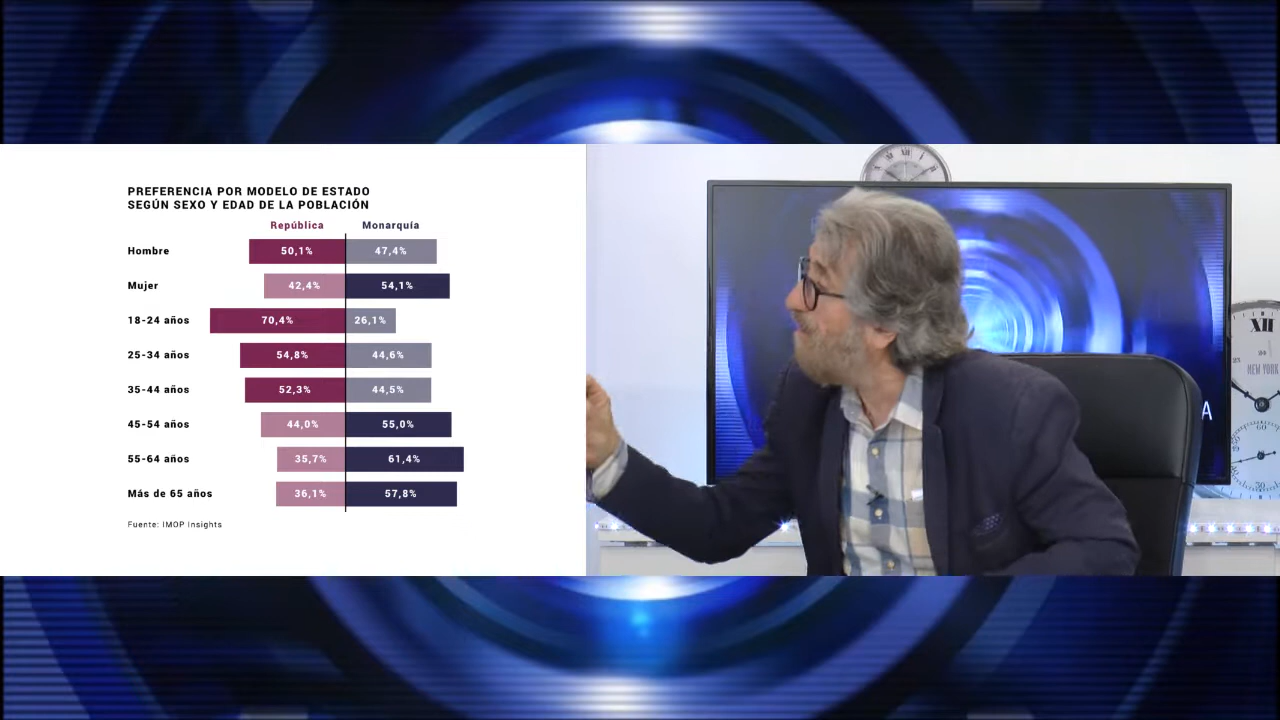 PREFERENCIA POR MODELO DE ESTADO
SEGÚN SEXO Y EDAD DE LA POBLACIÓN
República Monarquía
Hombre 50,1% 47,4%
Mujer 42,4% 54,1%
18-24 años 70,4% 26,1%
25-34 años 54,8% 44,6%
35-44 años 52,3% 44,5%
45-54 años 44,0% 55,0%
55-64 años 35,7% 61,4%
Más de 65 años 36,1% 57,8%
Fuente: IMOP Insights
XII
NEW YORK
A